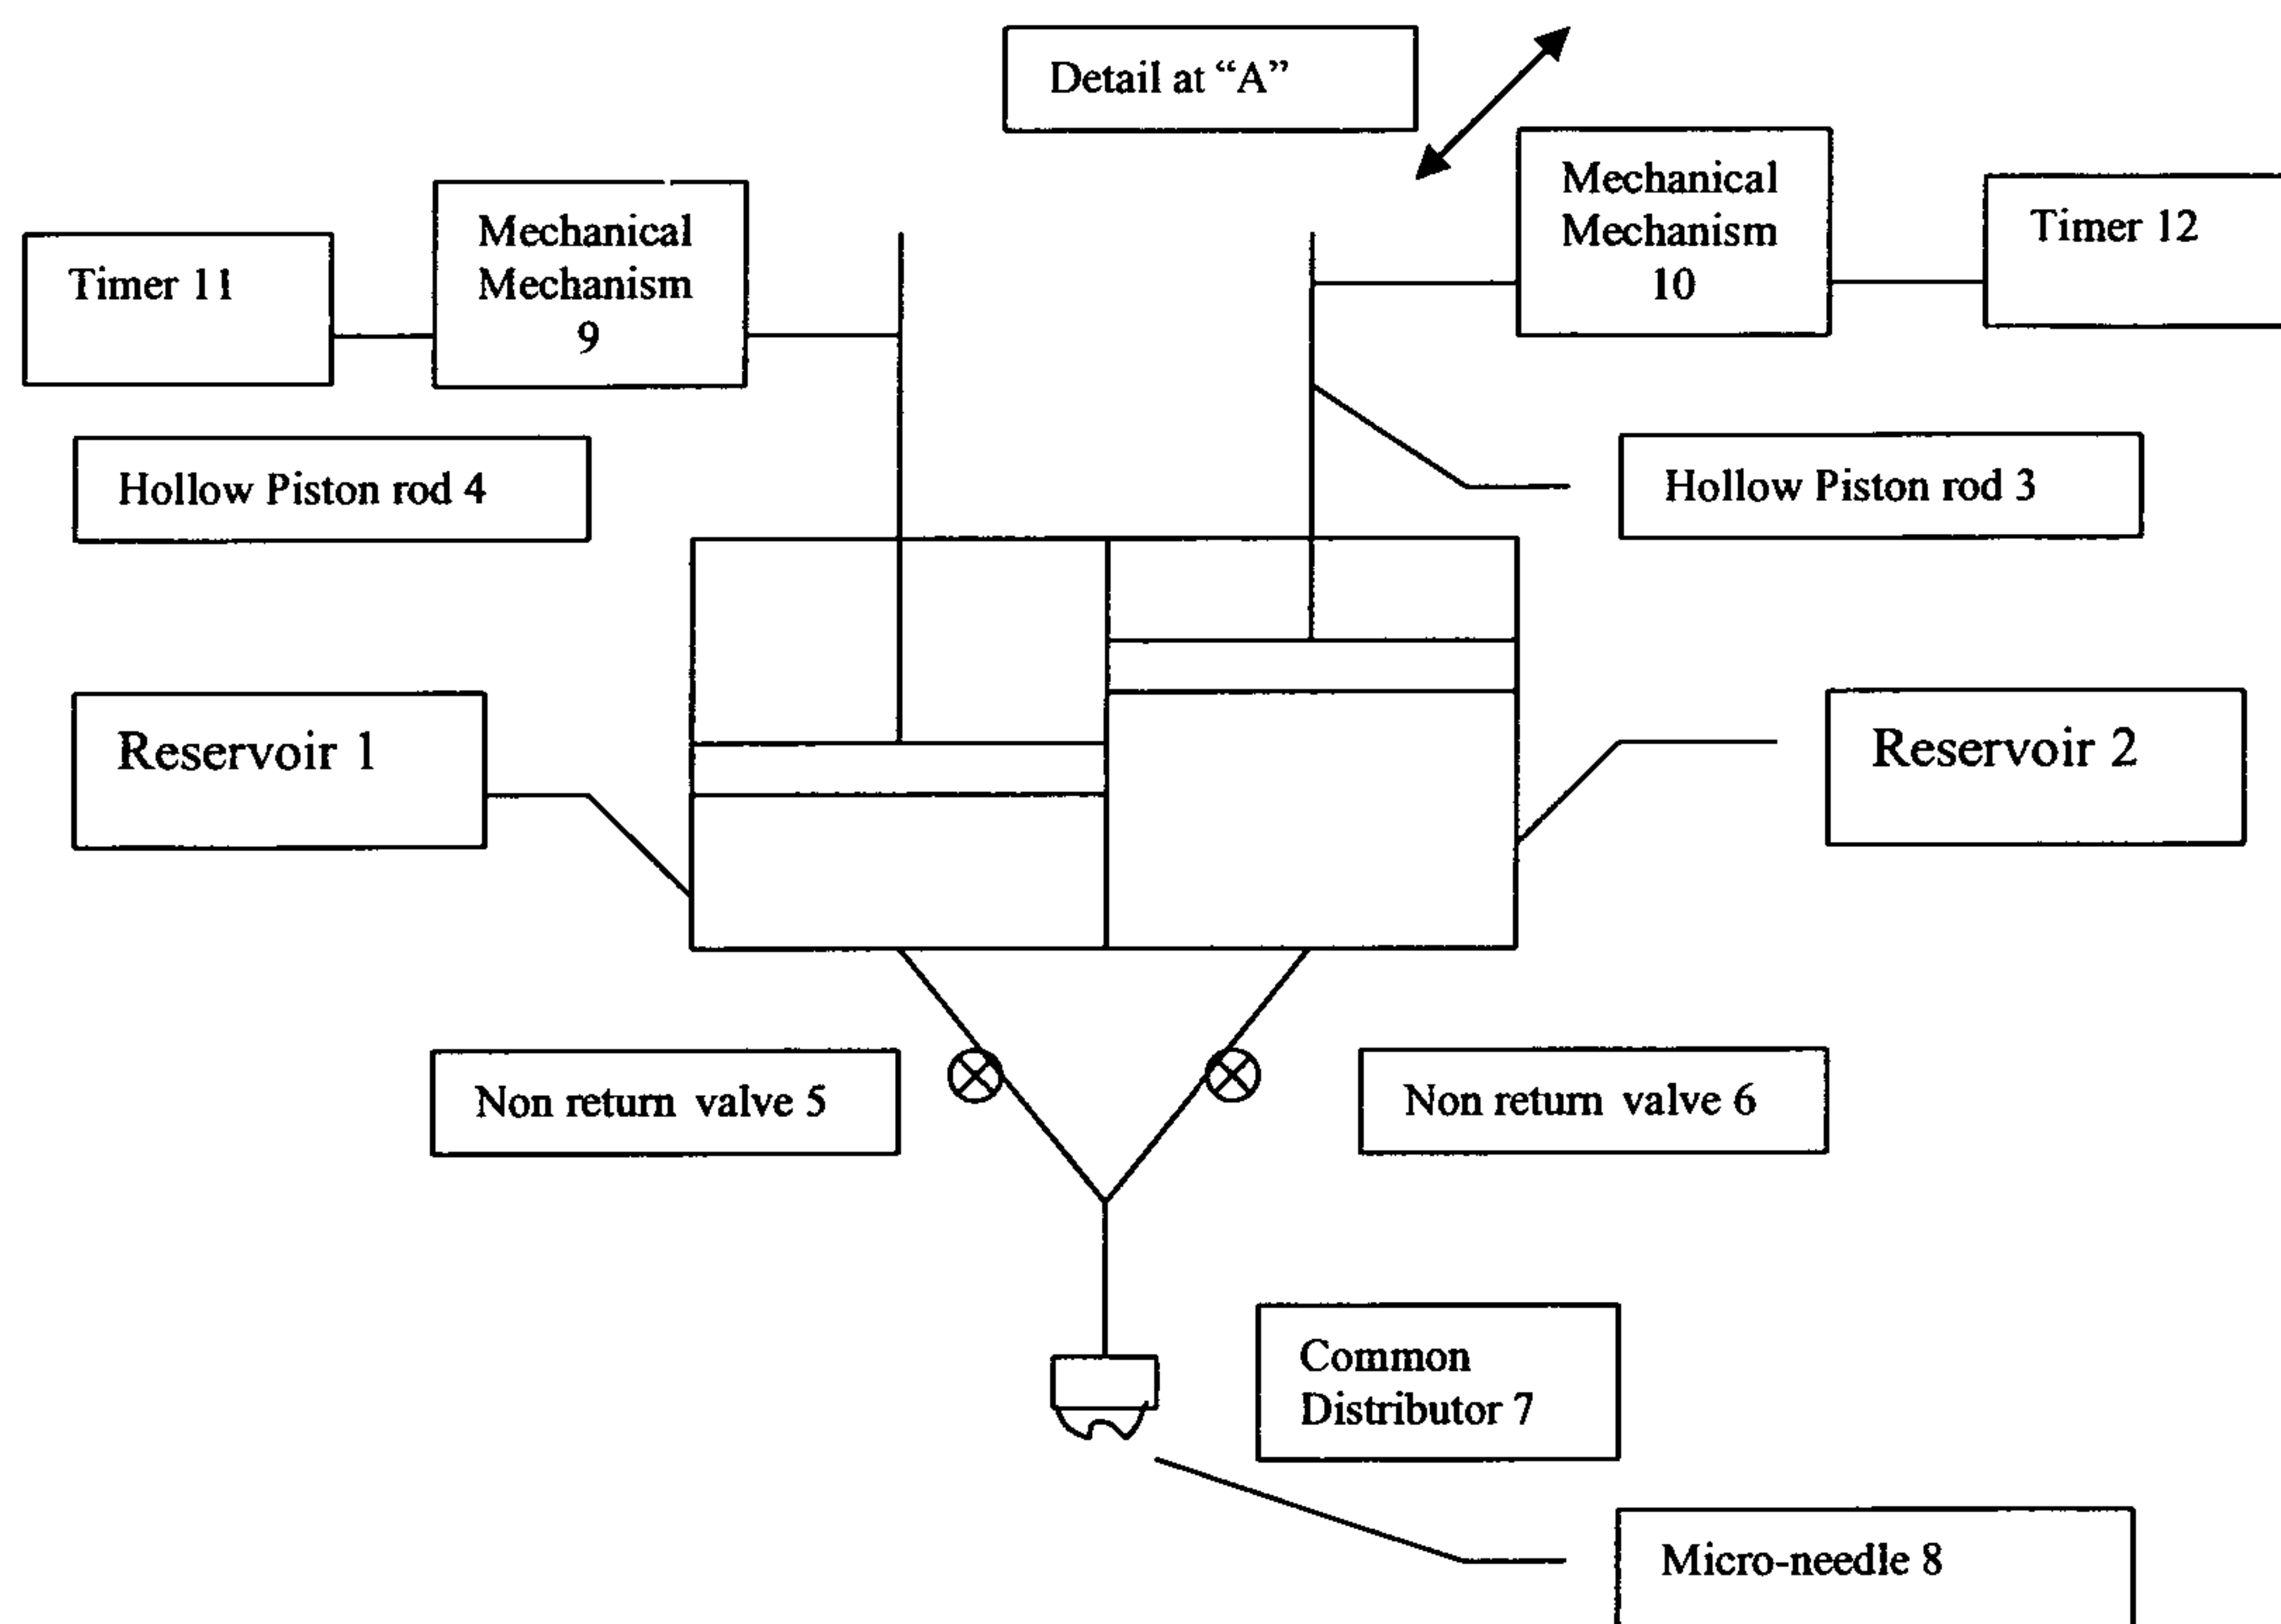 Detail at “A”
Mechanical
Mechanism
10
Timer 12
Mechanical
Mechanism
9
Timer 11
Hollow Piston rod 4
Hollow Piston rod 3
Reservoir 1
Reservoir 2
Non return valve 5
Non return valve 6
Common
Distributor 7
Micro-needle 8